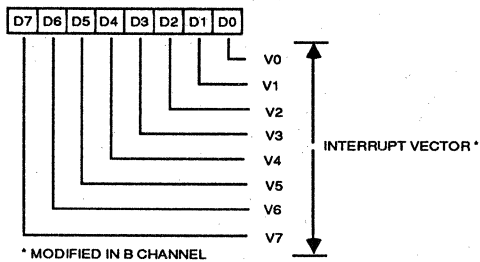 D7 D6 D5 D4 D3 D2 D1 D0
V0
V1
V2
V3
INTERRUPT VECTOR *
V4
V5
V6
V7
* MODIFIED IN B CHANNEL